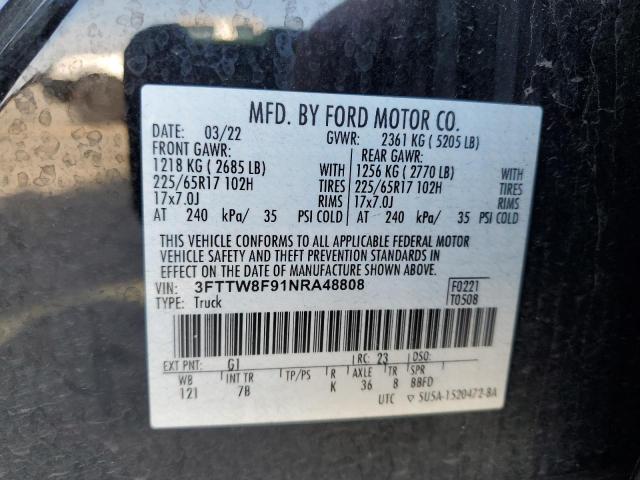 MFD. BY FORD MOTOR CO.
DATE: 03/22 GVWR: 2361 KG ( 5205 LB)
FRONT GAWR: REAR GAWR:
1218 KG ( 2685 LB) WITH 1256 KG ( 2770 LB) WITH
225/65R17 102H TIRES 225/65R17 102H TIRES
17x7.0J RIMS 17x7.0J RIMS
AT 240 kPa/ 35 PSI COLD AT 240 kPa/ 35 PSI COLD
THIS VEHICLE CONFORMS TO ALL APPLICABLE FEDERAL MOTOR
VEHICLE SAFETY AND THEFT PREVENTION STANDARDS IN
EFFECT ON THE DATE OF MANUFACTURE SHOWN ABOVE.
VIN: 3FTTW8F91NRA48808 F0221
TYPE: Truck T0508
EXT PNT: G1 RC: 23 DSO:
WB INT TR TP/PS R AXLE TR SPR
121 7B K 36 8 BBFD
UTC ▽ SU5A-1520472-BA